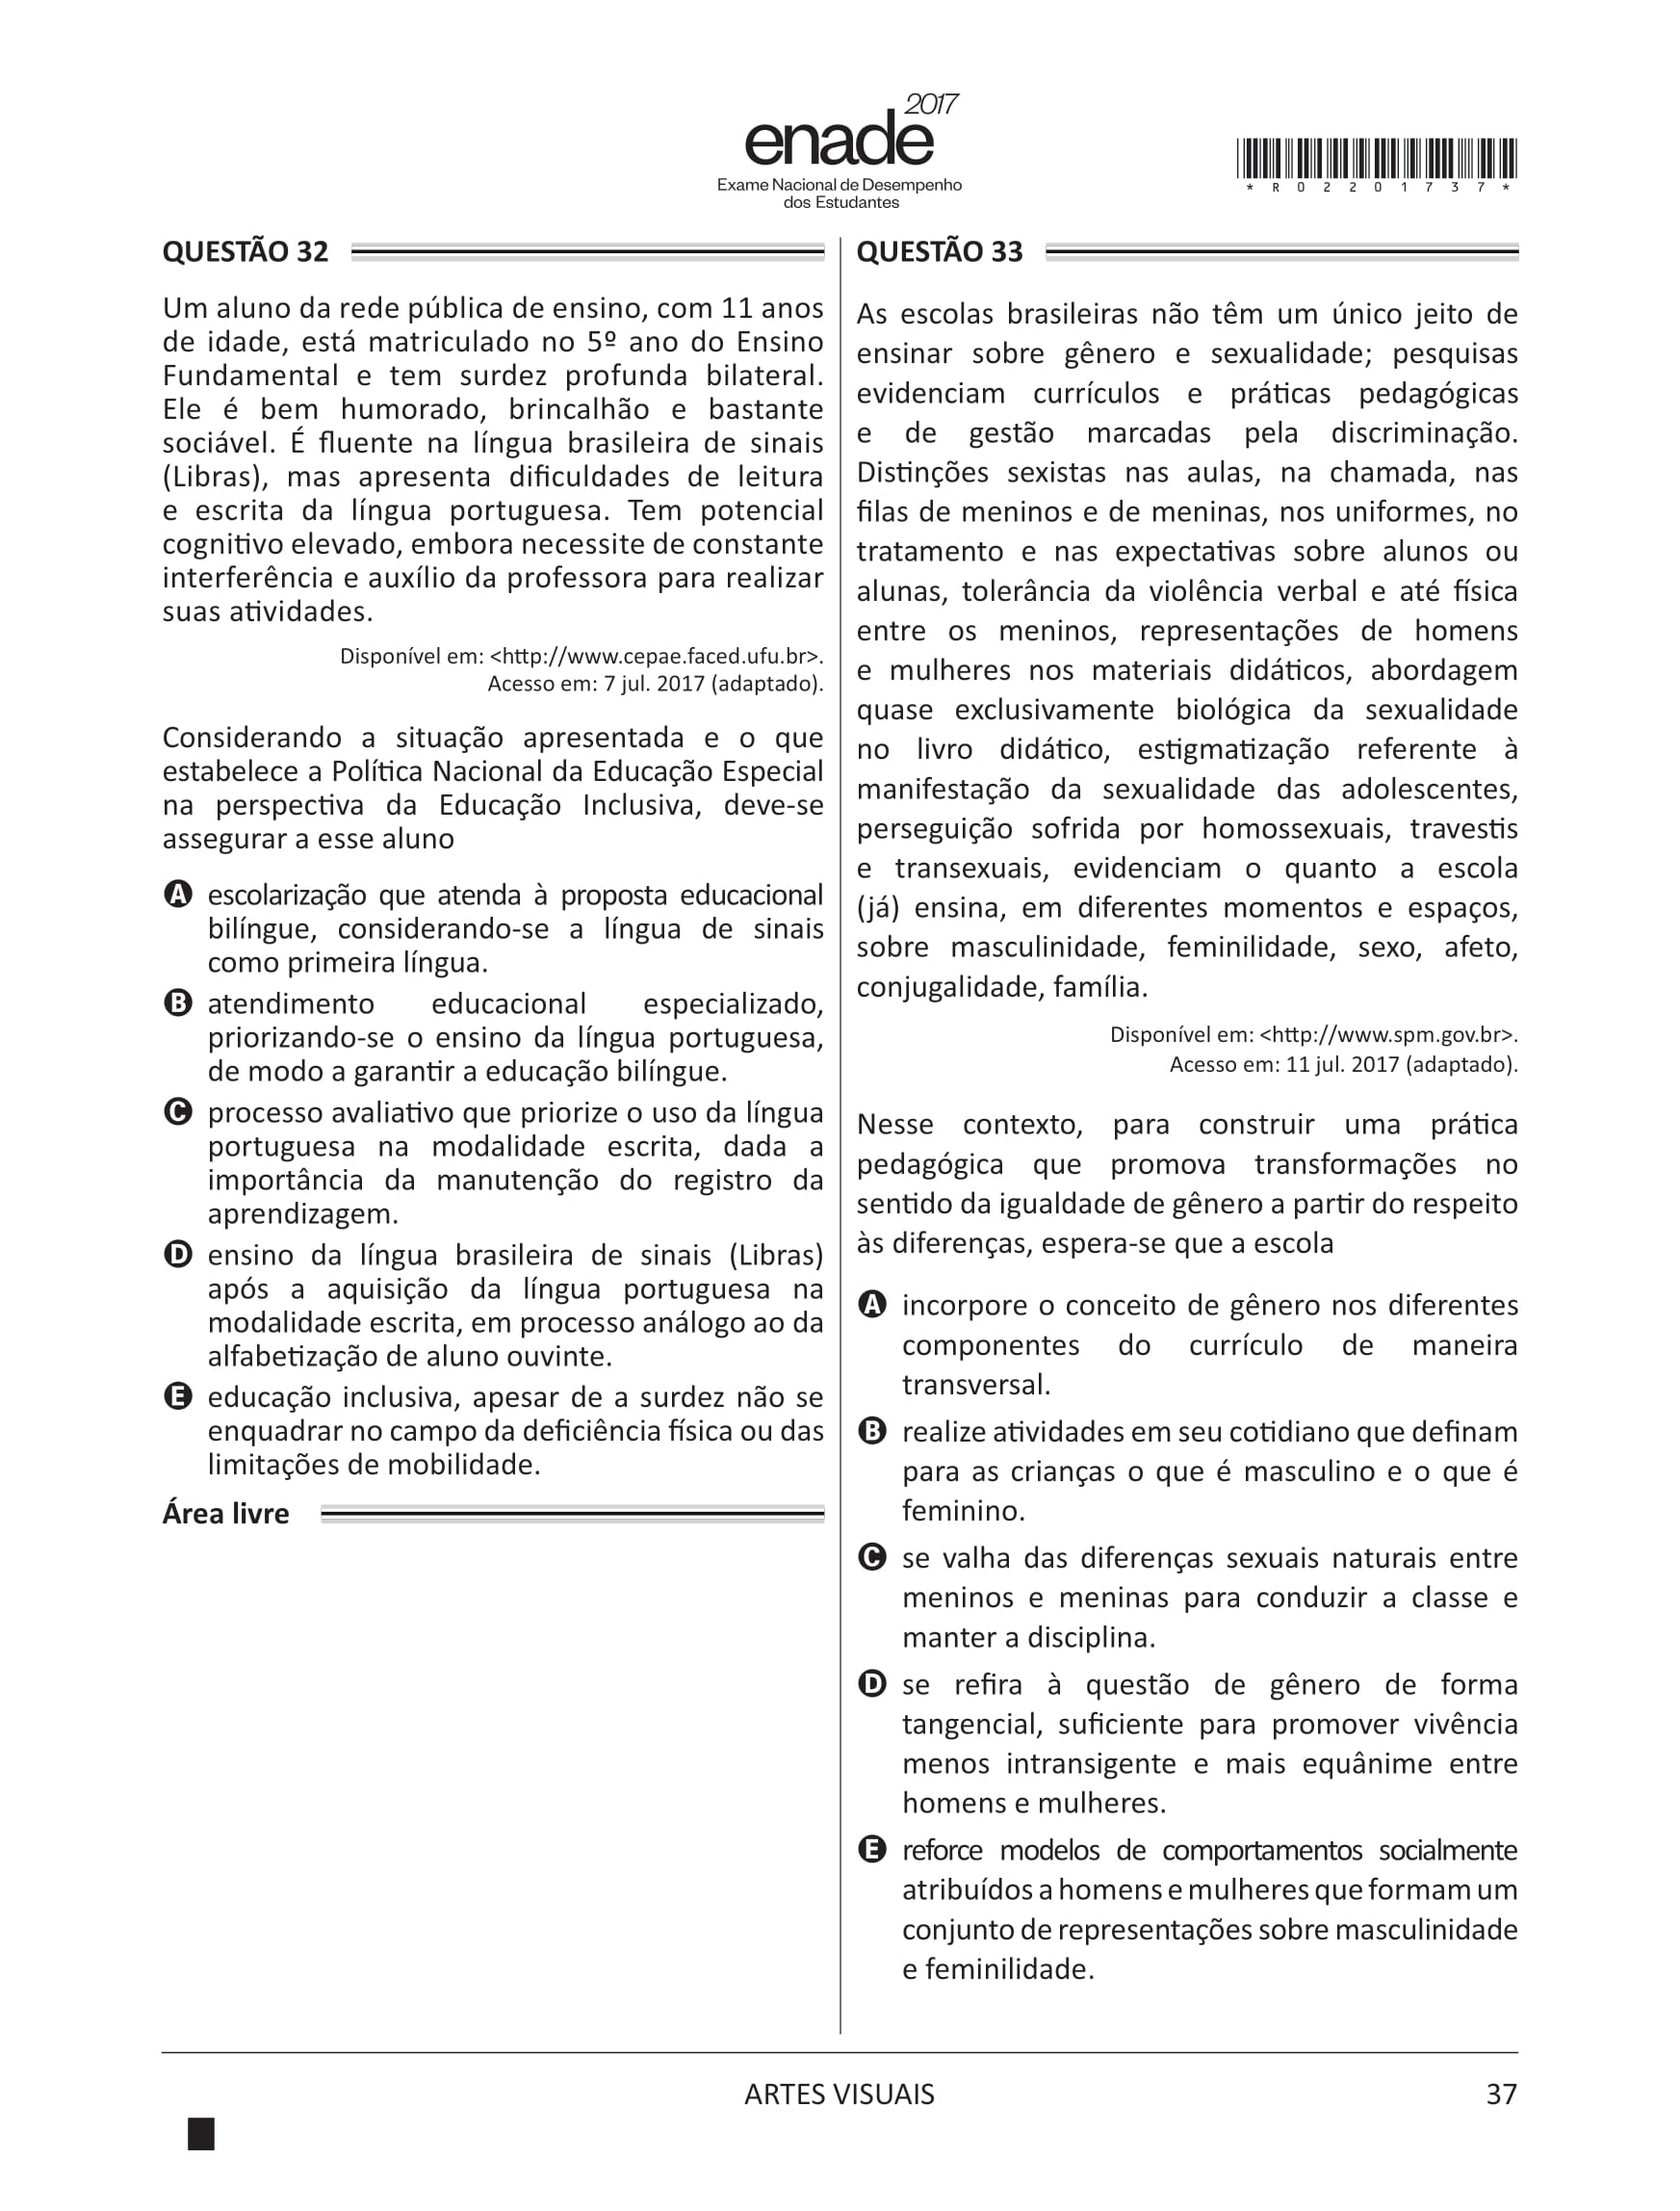 2017
enade
Exame Nacional de Desempenho
dos Estudantes
*R02201737*
QUESTÃO 32
Um aluno da rede pública de ensino, com 11 anos
de idade, está matriculado no 5º ano do Ensino
Fundamental e tem surdez profunda bilateral.
Ele é bem humorado, brincalhão e bastante
sociável. É fluente na língua brasileira de sinais
(Libras), mas apresenta dificuldades de leitura
e escrita da língua portuguesa. Tem potencial
cognitivo elevado, embora necessite de constante
interferência e auxílio da professora para realizar
suas atividades.
Disponível em: <http://www.cepae.faced.ufu.br>.
Acesso em: 7 jul. 2017 (adaptado).
Considerando a situação apresentada e o que
estabelece a Política Nacional da Educação Especial
na perspectiva da Educação Inclusiva, deve-se
assegurar a esse aluno
A escolarização que atenda à proposta educacional
bilíngue, considerando-se a língua de sinais
como primeira língua.
B atendimento educacional especializado,
priorizando-se o ensino da língua portuguesa,
de modo a garantir a educação bilíngue.
C processo avaliativo que priorize o uso da língua
portuguesa na modalidade escrita, dada a
importância da manutenção do registro da
aprendizagem.
D ensino da língua brasileira de sinais (Libras)
após a aquisição da língua portuguesa na
modalidade escrita, em processo análogo ao da
alfabetização de aluno ouvinte.
E educação inclusiva, apesar de a surdez não se
enquadrar no campo da deficiência física ou das
limitações de mobilidade.
Área livre
QUESTÃO 33
As escolas brasileiras não têm um único jeito de
ensinar sobre gênero e sexualidade; pesquisas
evidenciam currículos e práticas pedagógicas
e de gestão marcadas pela discriminação.
Distinções sexistas nas aulas, na chamada, nas
filas de meninos e de meninas, nos uniformes, no
tratamento e nas expectativas sobre alunos ou
alunas, tolerância da violência verbal e até física
entre os meninos, representações de homens
e mulheres nos materiais didáticos, abordagem
quase exclusivamente biológica da sexualidade
no livro didático, estigmatização referente à
manifestação da sexualidade das adolescentes,
perseguição sofrida por homossexuais, travestis
e transexuais, evidenciam o quanto a escola
(já) ensina, em diferentes momentos e espaços,
sobre masculinidade, feminilidade, sexo, afeto,
conjugalidade, família.
Disponível em: <http://www.spm.gov.br>.
Acesso em: 11 jul. 2017 (adaptado).
Nesse contexto, para construir uma prática
pedagógica que promova transformações no
sentido da igualdade de gênero a partir do respeito
às diferenças, espera-se que a escola
A incorpore o conceito de gênero nos diferentes
componentes do currículo de maneira
transversal.
B realize atividades em seu cotidiano que definam
para as crianças o que é masculino e o que é
feminino.
C se valha das diferenças sexuais naturais entre
meninos e meninas para conduzir a classe e
manter a disciplina.
D se refira à questão de gênero de forma
tangencial, suficiente para promover vivência
menos intransigente e mais equânime entre
homens e mulheres.
E reforce modelos de comportamentos socialmente
atribuídos a homens e mulheres que formam um
conjunto de representações sobre masculinidade
e feminilidade.
ARTES VISUAIS
37